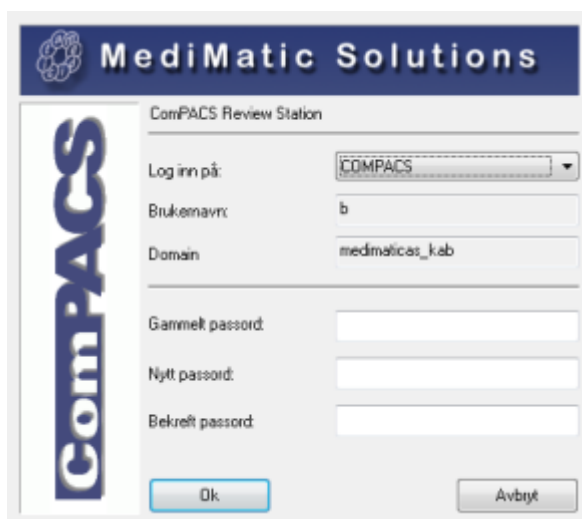 MediMatic Solutions
ComPACS
ComPACS Review Station
Log inn på: COMPACS
Brukernavn: b
Domain medimaticas_kab
Gammelt passord:
Nytt passord:
Bekreft passord:
Ok Avbryt